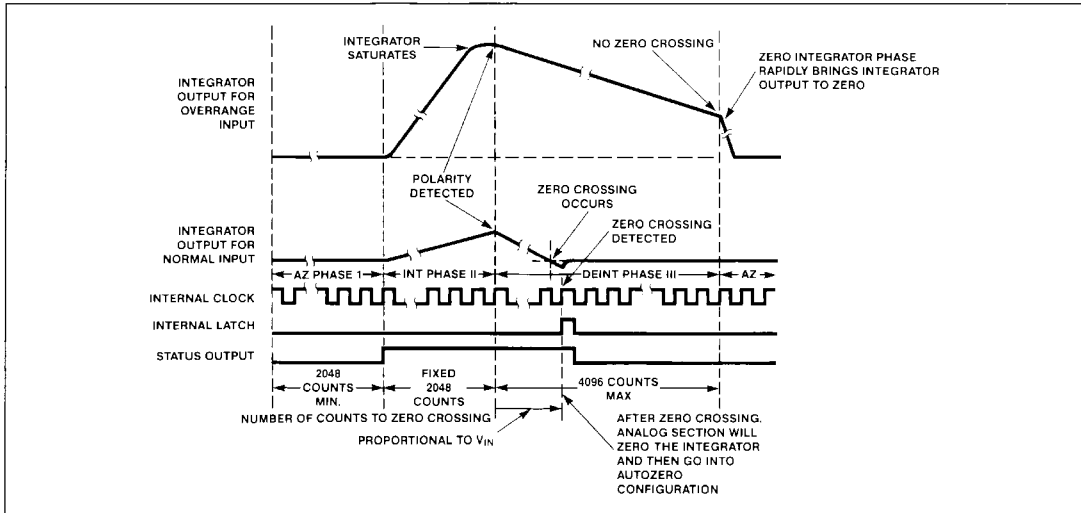 INTEGRATOR
SATURATES
NO ZERO CROSSING
ZERO INTEGRATOR PHASE
RAPIDLY BRINGS INTEGRATOR
OUTPUT TO ZERO
INTEGRATOR
OUTPUT FOR
OVERRANGE
INPUT
POLARITY
DETECTED
ZERO CROSSING
OCCURS
ZERO CROSSING
DETECTED
INTEGRATOR
OUTPUT FOR
NORMAL INPUT
AZ PHASE 1
INT PHASE II
DEINT PHASE III
AZ
INTERNAL CLOCK
INTERNAL LATCH
STATUS OUTPUT
2048
COUNTS
MIN.
FIXED
2048
COUNTS
4096 COUNTS
MAX
NUMBER OF COUNTS TO ZERO CROSSING
PROPORTIONAL TO VIN
AFTER ZERO CROSSING.
ANALOG SECTION WILL
ZERO THE INTEGRATOR
AND THEN GO INTO
AUTOZERO
CONFIGURATION